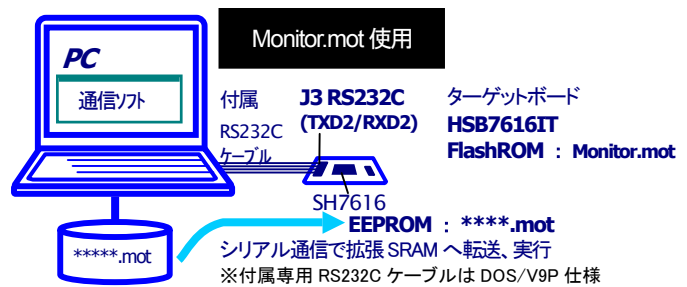 Monitor.mot 使用
PC
通信ソフト
付属
RS232C
ケーブル
J3 RS232C
(TXD2/RXD2)
ターゲットボード
HSB7616IT
FlashROM : Monitor.mot
SH7616
EEPROM : ****.mot
*****.mot
シリアル通信で拡張 SRAM へ転送、実行
※付属専用 RS232C ケーブルは DOS/V9P 仕様